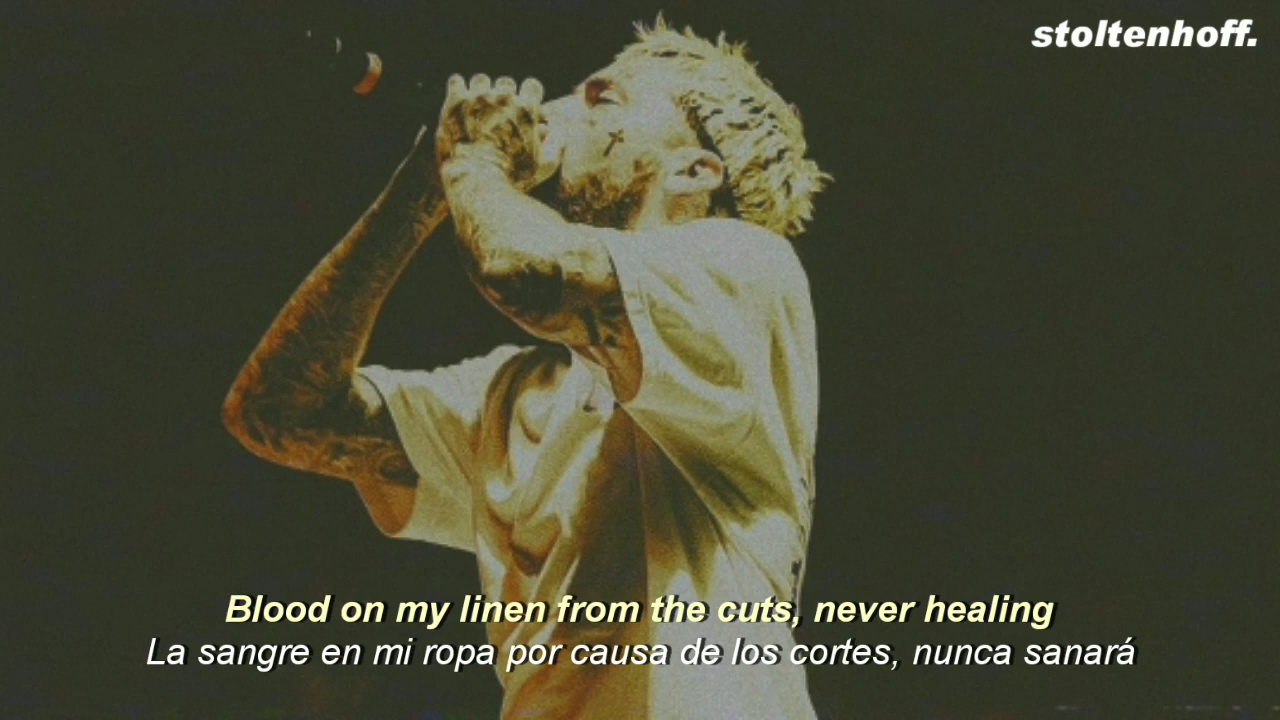 stoltenhoff.
Blood on my linen from the cuts, never healing
La sangre en mi ropa por causa de los cortes, nunca sanará